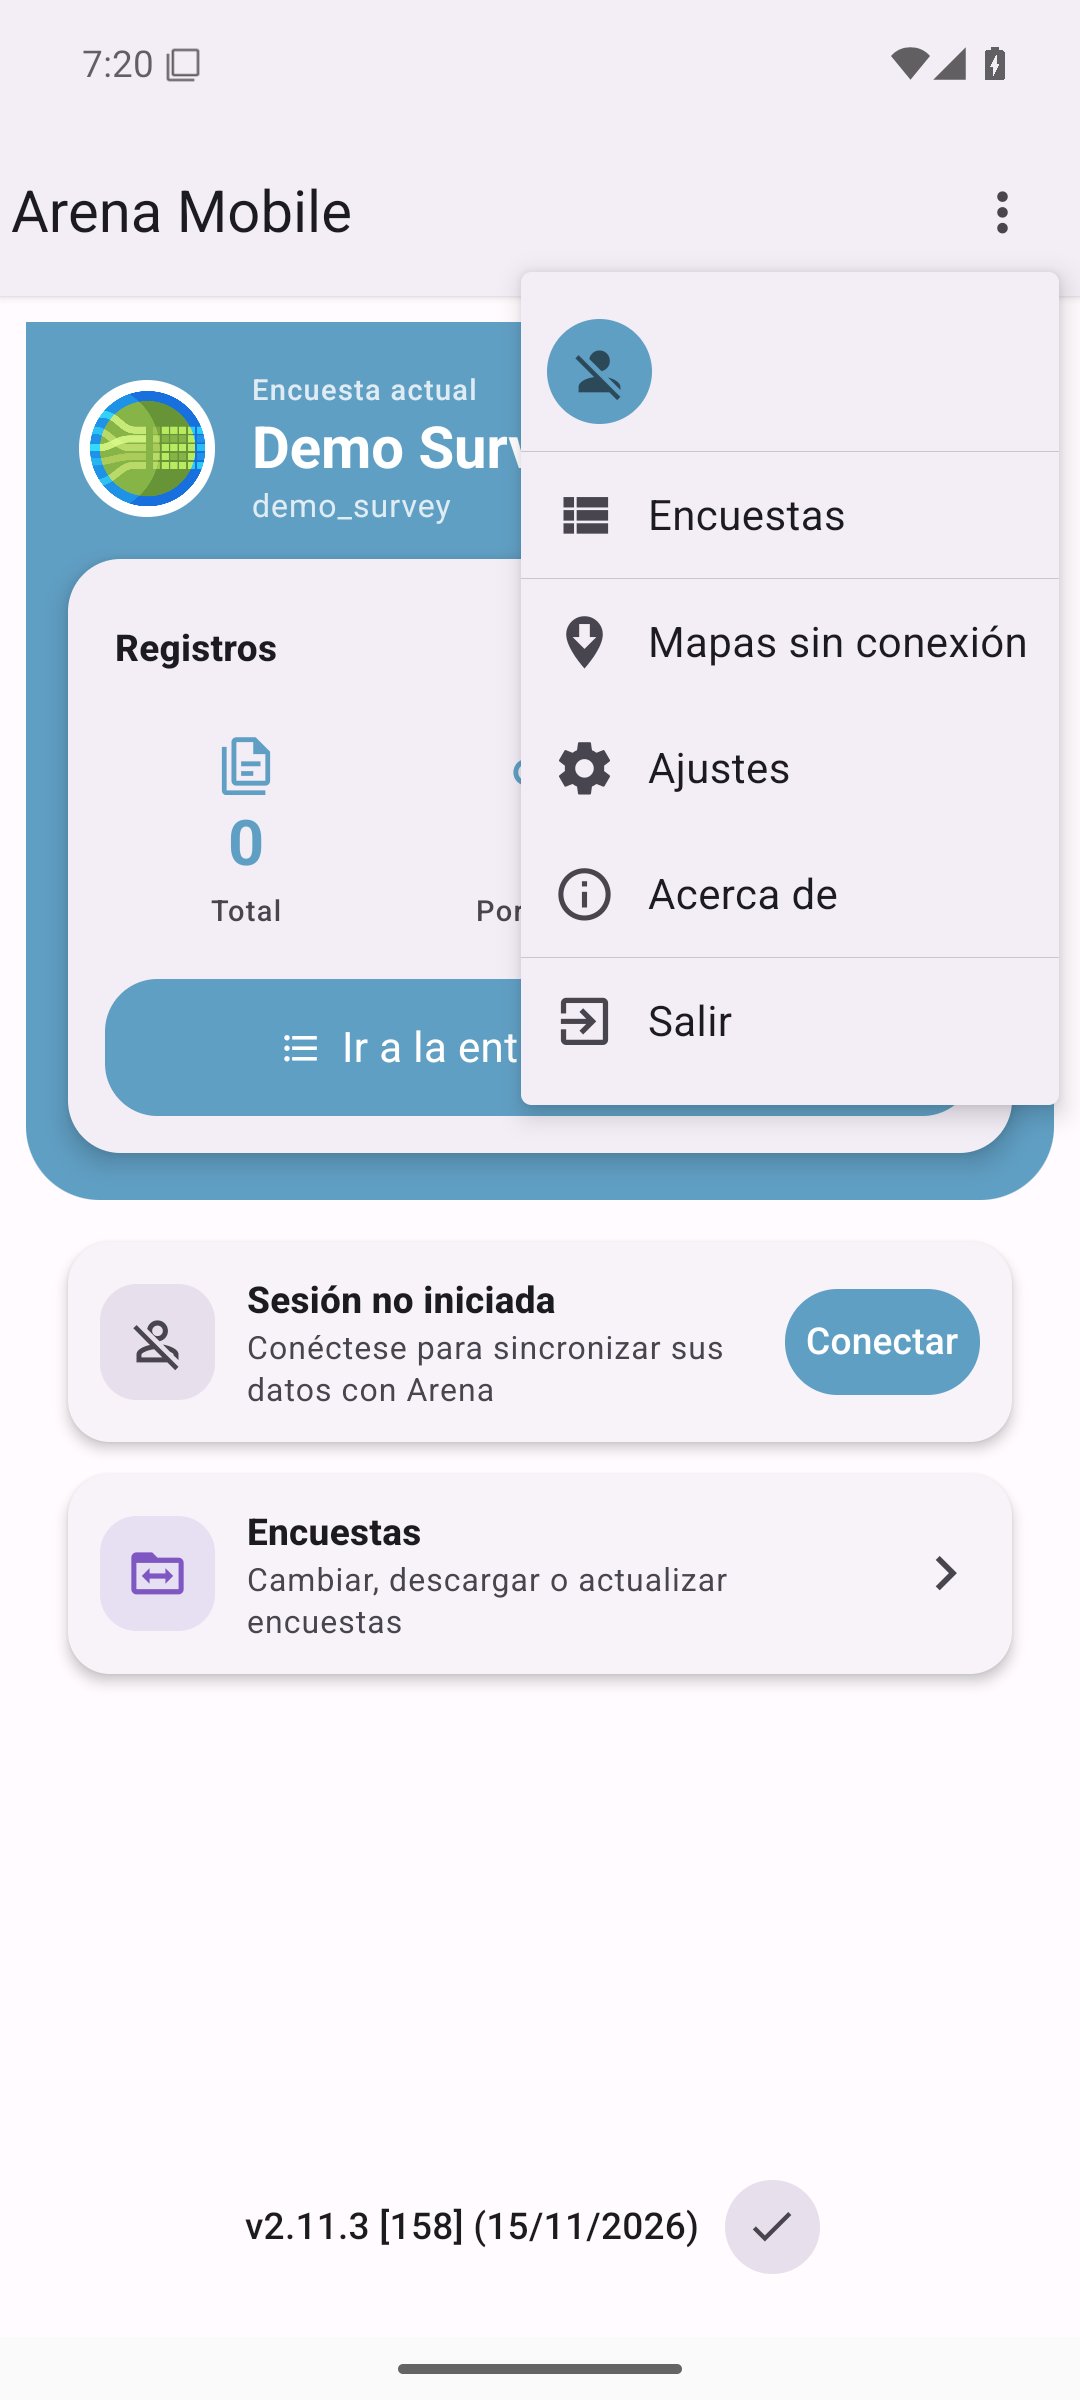 7:20
Arena Mobile
Encuesta actual
Demo Surv
demo_survey
Encuestas
Mapas sin conexión
Ajustes
Acerca de
Salir
Registros
0
Total
Por
Ir a la ent
Sesión no iniciada
Conéctese para sincronizar sus
datos con Arena
Conectar
Encuestas
Cambiar, descargar o actualizar
encuestas
v2.11.3 [158] (15/11/2026)